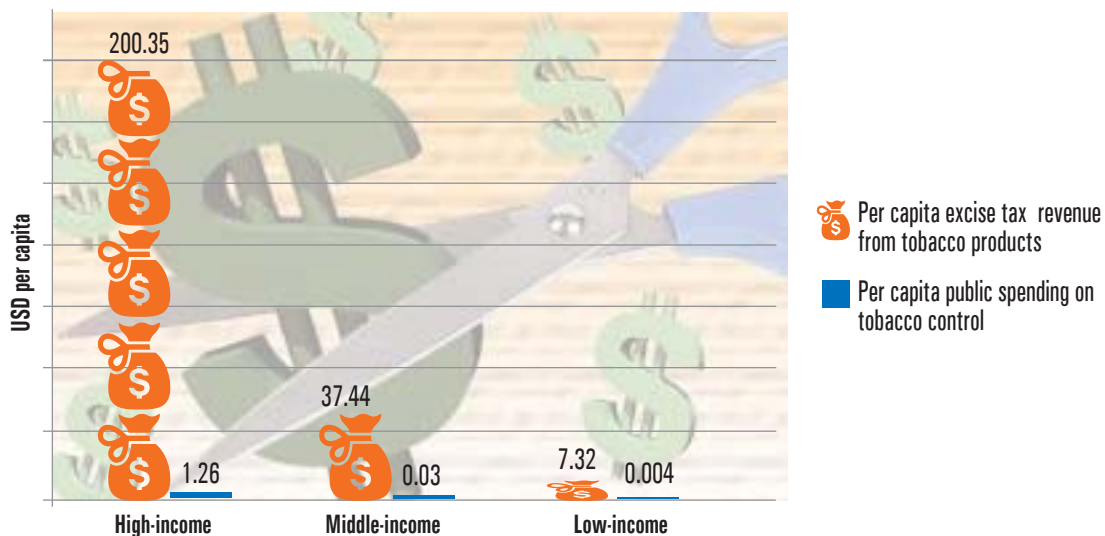 200.35
USD per capita
37.44
7.32
1.26
0.03
0.004
High-income
Middle-income
Low-income
Per capita excise tax revenue
from tobacco products
Per capita public spending on
tobacco control